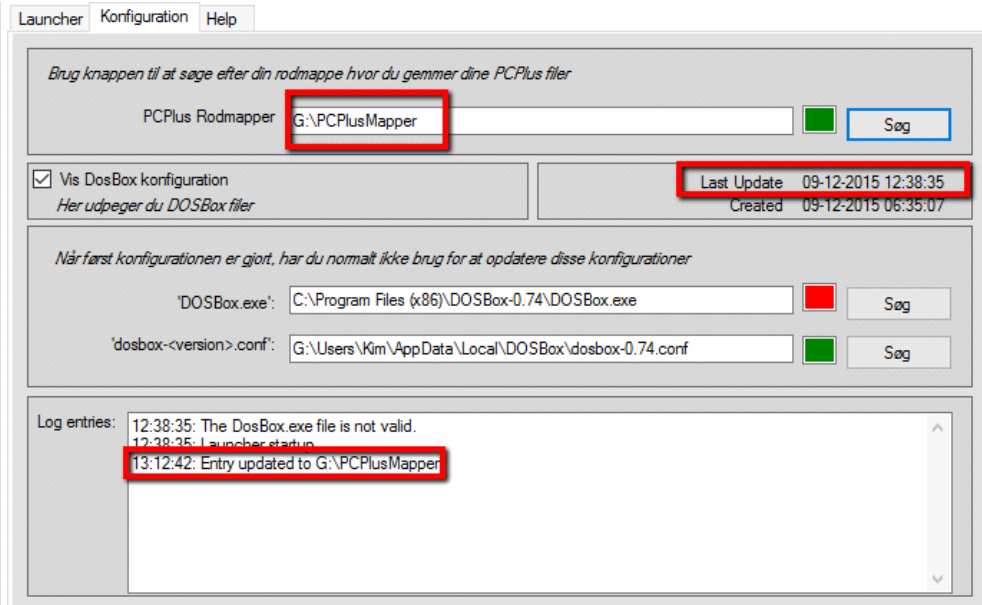 Launcher Konfiguration Help
Brug knappen til at søge efter din rodmappe hvor du gemmer dine PCPlus filer
PCPlus Rodmapper G:\PCPlusMapper Søg
Vis DosBox konfiguration
Her udpeger du DOSBox filer
Last Update 09-12-2015 12:38:35
Created 09-12-2015 06:35:07
Når først konfigurationen er gjort, har du normalt ikke brug for at opdatere disse konfigurationer
'DOSBox.exe': C:\Program Files (x86)\DOSBox-0.74\DOSBox.exe Søg
'dosbox-<version>.conf': G:\Users\Kim\AppData\Local\DOSBox\dosbox-0.74.conf Søg
Log entries:
12:38:35: The DosBox.exe file is not valid.
12:38:35: Launcher startup
13:12:42: Entry updated to G:\PCPlusMapper